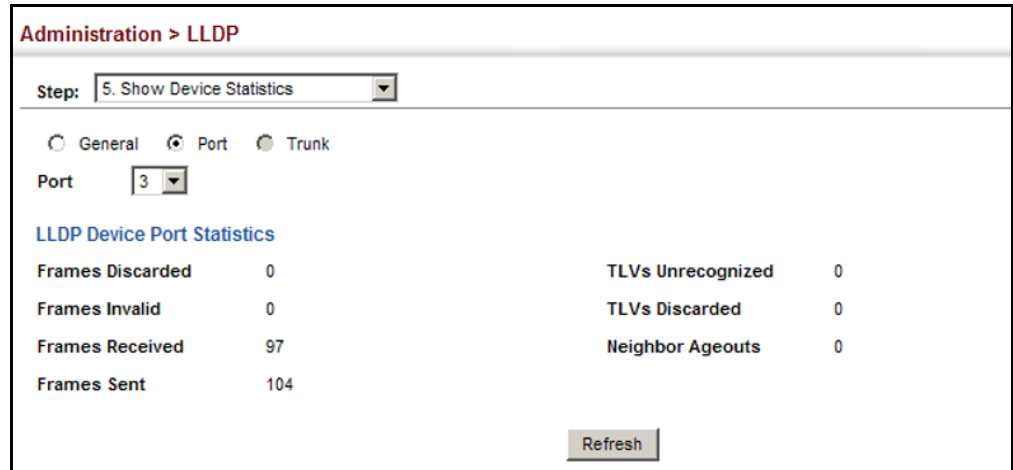 Administration > LLDP
Step: 5. Show Device Statistics
General Port Trunk
Port 3
LLDP Device Port Statistics
Frames Discarded 0 TLVs Unrecognized 0
Frames Invalid 0 TLVs Discarded 0
Frames Received 97 Neighbor Ageouts 0
Frames Sent 104
Refresh